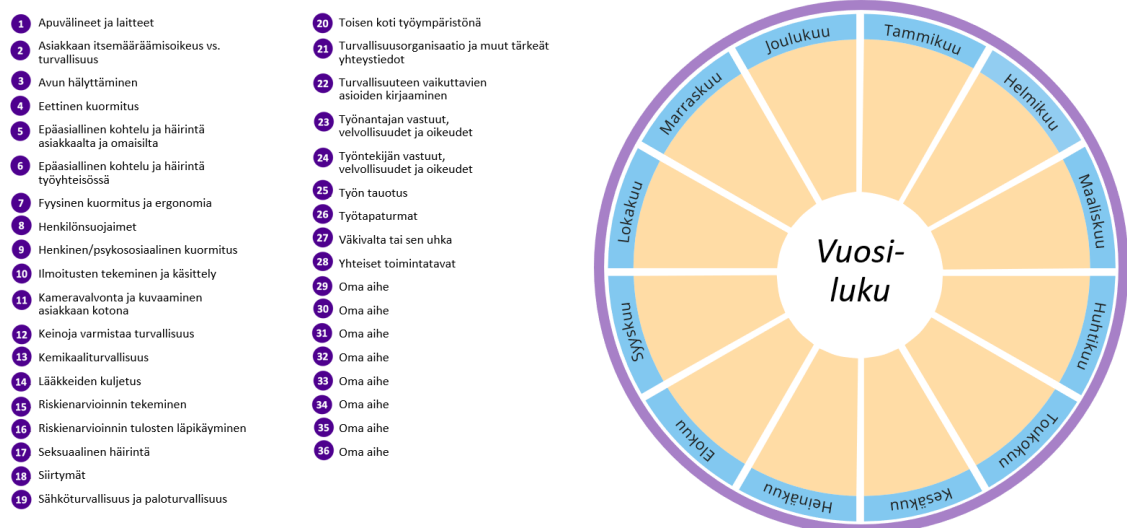 1 Apuvälineet ja laitteet
2 Asiakkaan itsemääräämisoikeus vs.
turvallisuus
3 Avun hälyttäminen
4 Eettinen kuormitus
5 Epäasiallinen kohtelu ja häirintä
asiakkaalta ja omaisilta
6 Epäasiallinen kohtelu ja häirintä
työyhteisössä
7 Fyysinen kuormitus ja ergonomia
8 Henkilönsuojaimet
9 Henkinen/psykososiaalinen kuormitus
10 Ilmoitusten tekeminen ja käsittely
11 Kameravalvonta ja kuvaaminen
asiakkaan kotona
12 Keinoja varmistaa turvallisuus
13 Kemikaaliturvallisuus
14 Lääkkeiden kuljetus
15 Riskienarvioinnin tekeminen
16 Riskienarvioinnin tulosten läpikäyminen
17 Seksuaalinen häirintä
18 Siirtymät
19 Sähköturvallisuus ja paloturvallisuus
20 Toisen koti työympäristönä
21 Turvallisuusorganisaatio ja muut tärkeät
yhteystiedot
22 Turvallisuuteen vaikuttavien
asioiden kirjaaminen
23 Työnantajan vastuut,
velvollisuudet ja oikeudet
24 Työntekijän vastuut,
velvollisuudet ja oikeudet
25 Työn tauotus
26 Työtapaturmat
27 Väkivalta tai sen uhka
28 Yhteiset toimintatavat
29 Oma aihe
30 Oma aihe
31 Oma aihe
32 Oma aihe
33 Oma aihe
34 Oma aihe
35 Oma aihe
36 Oma aihe
Tammikuu
Helmikuu
Maaliskuu
Huhtikuu
Toukokuu
Kesäkuu
Heinäkuu
Elokuu
Syyskuu
Lokakuu
Marraskuu
Joulukuu
Vuosi-
luku